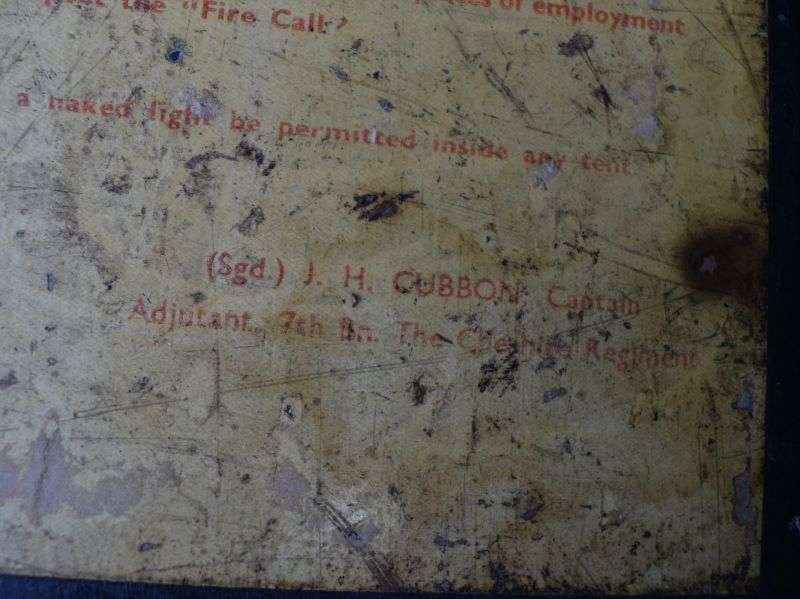 the "Fire Call"
of employment
a naked light be permitted inside any tent
(Sgd.) J. H. CUBBON, Captain
Adjutant, 7th Bn. The Cheshire Regiment